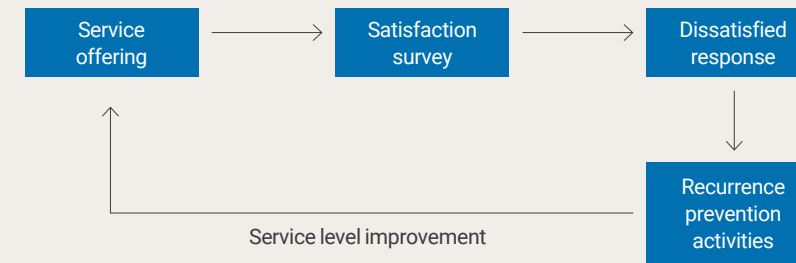 Service
offering
Satisfaction
survey
Dissatisfied
response
Recurrence
prevention
activities
Service level improvement